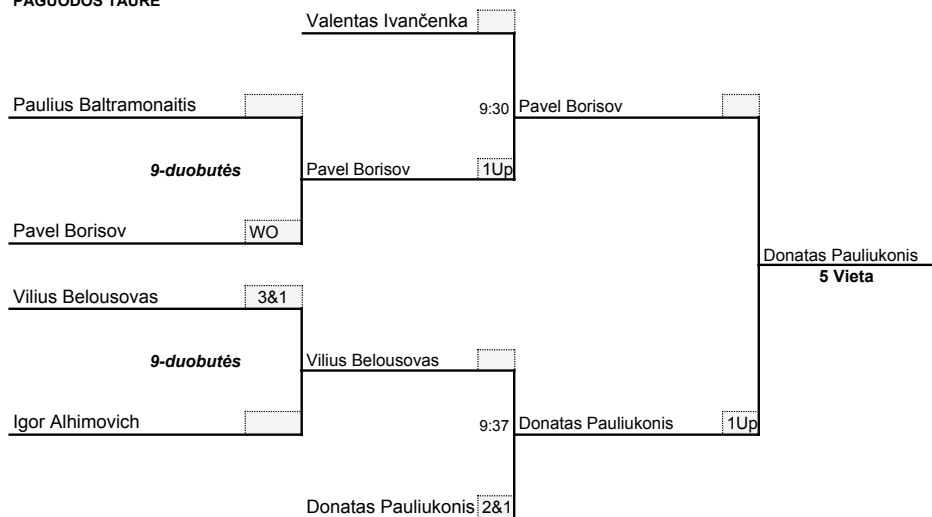 PAGUODOS TAURĖ
Valentas Ivančenka
Paulius Baltramonaitis
9:30 Pavel Borisov
9-duobutės
Pavel Borisov 1Up
Pavel Borisov WO
Donatas Pauliukonis
5 Vieta
Vilius Belousovas 3&1
9-duobutės
Vilius Belousovas
Igor Alhimovich
9:37 Donatas Pauliukonis 1Up
Donatas Pauliukonis 2&1